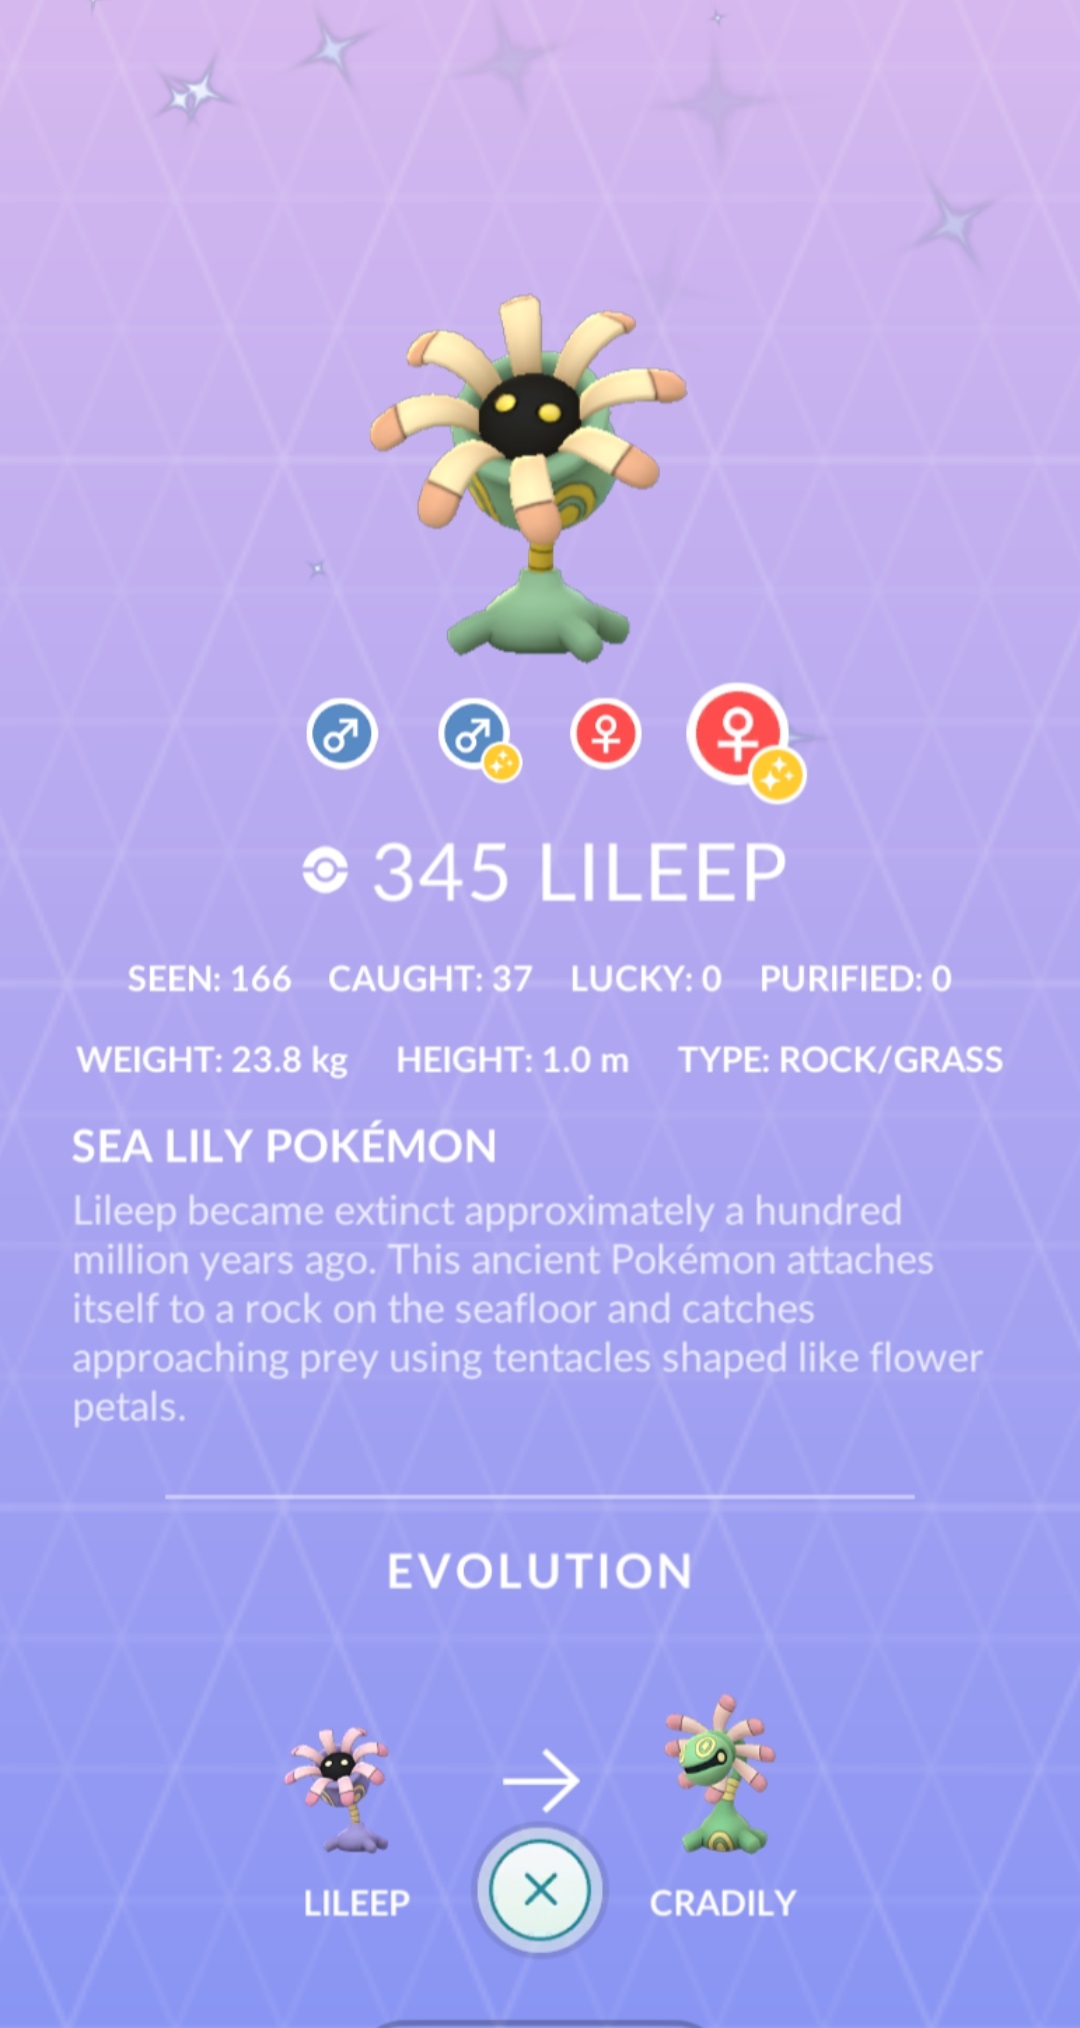 345 LILEEP
SEEN: 166 CAUGHT: 37 LUCKY: 0 PURIFIED: 0
WEIGHT: 23.8 kg HEIGHT: 1.0 m TYPE: ROCK/GRASS
SEA LILY POKÉMON
Lileep became extinct approximately a hundred
million years ago. This ancient Pokémon attaches
itself to a rock on the seafloor and catches
approaching prey using tentacles shaped like flower
petals.
EVOLUTION
LILEEP CRADILY